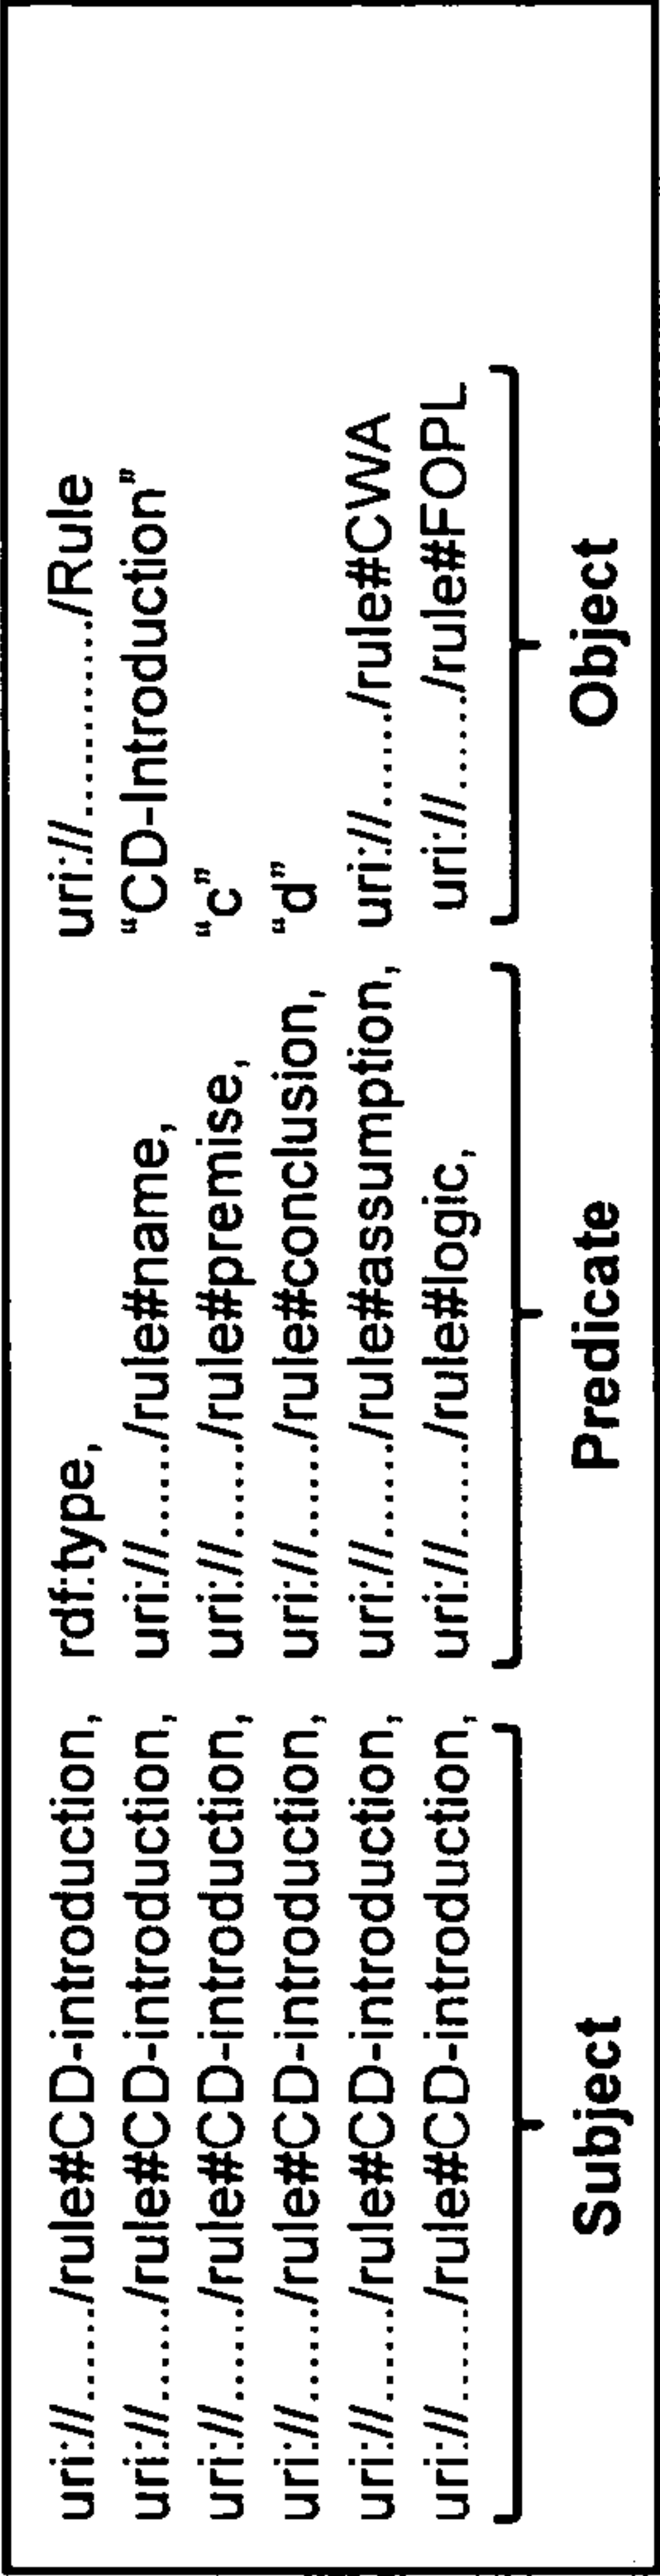 uri://....../rule#CD-introduction, rdf:type, uri://............./Rule
uri://....../rule#CD-introduction, uri://....../rule#name, “CD-Introduction”
uri://....../rule#CD-introduction, uri://....../rule#premise, “c”
uri://....../rule#CD-introduction, uri://....../rule#conclusion, “d”
uri://....../rule#CD-introduction, uri://....../rule#assumption, uri://....../rule#CWA
uri://....../rule#CD-introduction, uri://....../rule#logic, uri://....../rule#FOPL
Subject Predicate Object